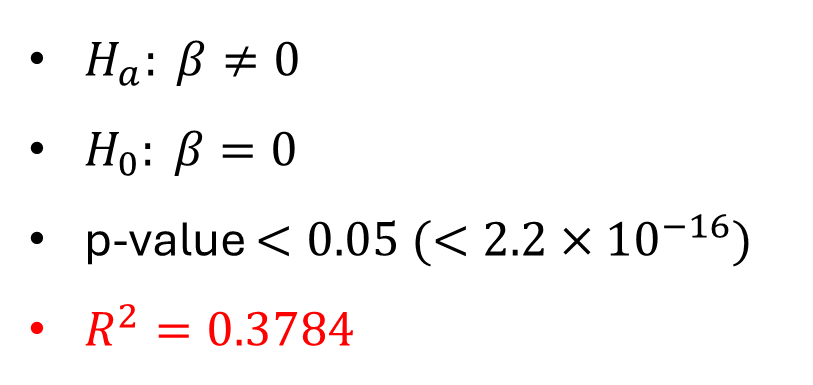 • Hₐ: β ≠ 0
• H₀: β = 0
• p-value < 0.05 (< 2.2 × 10⁻¹⁶)
• R² = 0.3784